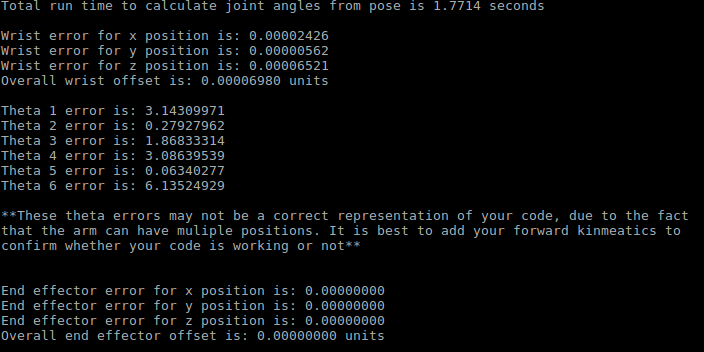 Total run time to calculate joint angles from pose is 1.7714 seconds
Wrist error for x position is: 0.00002426
Wrist error for y position is: 0.00000562
Wrist error for z position is: 0.00006521
Overall wrist offset is: 0.00006980 units
Theta 1 error is: 3.14309971
Theta 2 error is: 0.27927962
Theta 3 error is: 1.86833314
Theta 4 error is: 3.08639539
Theta 5 error is: 0.06340277
Theta 6 error is: 6.13524929
**These theta errors may not be a correct representation of your code, due to the fact
that the arm can have muliple positions. It is best to add your forward kinmeatics to
confirm whether your code is working or not**
End effector error for x position is: 0.00000000
End effector error for y position is: 0.00000000
End effector error for z position is: 0.00000000
Overall end effector offset is: 0.00000000 units